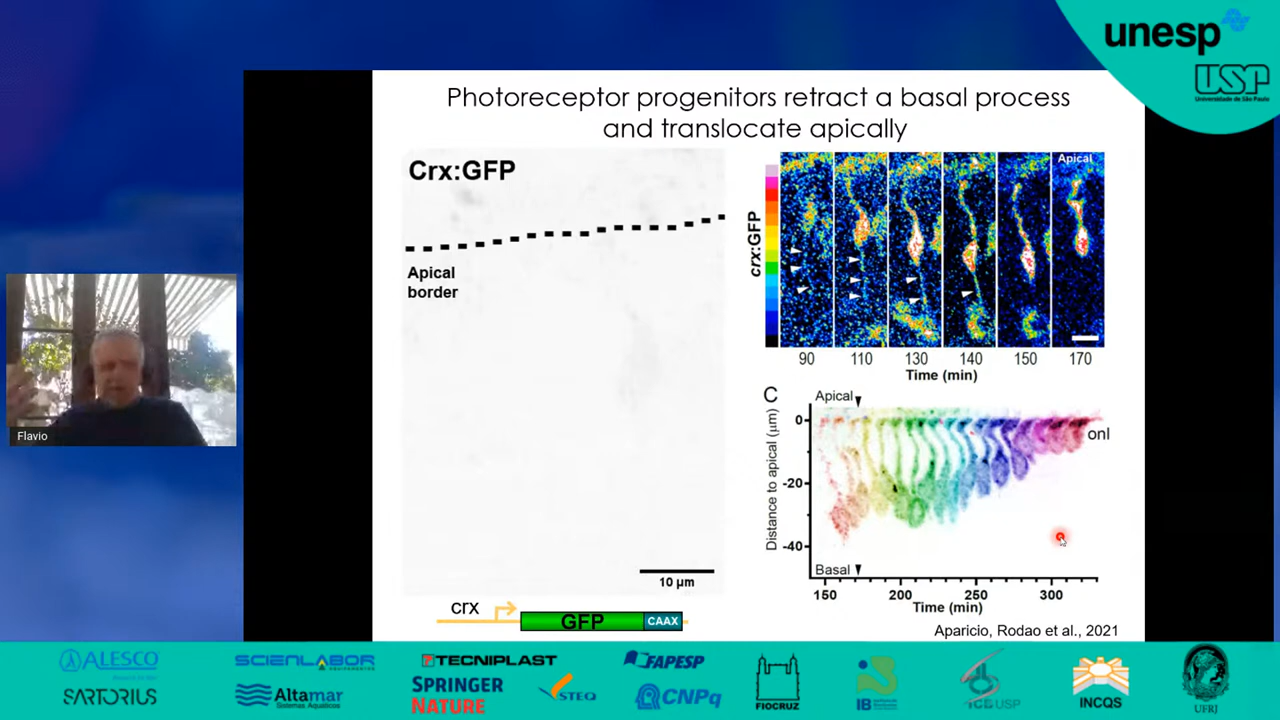 unesp
USP
Universidade de São Paulo
Photoreceptor progenitors retract a basal process
and translocate apically
Crx:GFP
Apical
border
10 µm
crx
GFP
CAAX
Apical
crx:GFP
90 110 130 140 150 170
Time (min)
C
Apical
Distance to apical (µm)
0
-20
-40
onl
Basal
150 200 250 300
Time (min)
Aparicio, Rodao et al., 2021
Flavio
ALESCO
SCIENLABOR
TECNIPLAST
FAPESP
SARTORIUS
Altamar
Sistemas Aquáticos
SPRINGER
NATURE
STEQ
CNPq
FIOCRUZ
IB
ICB USP
INCQS
UFRJ